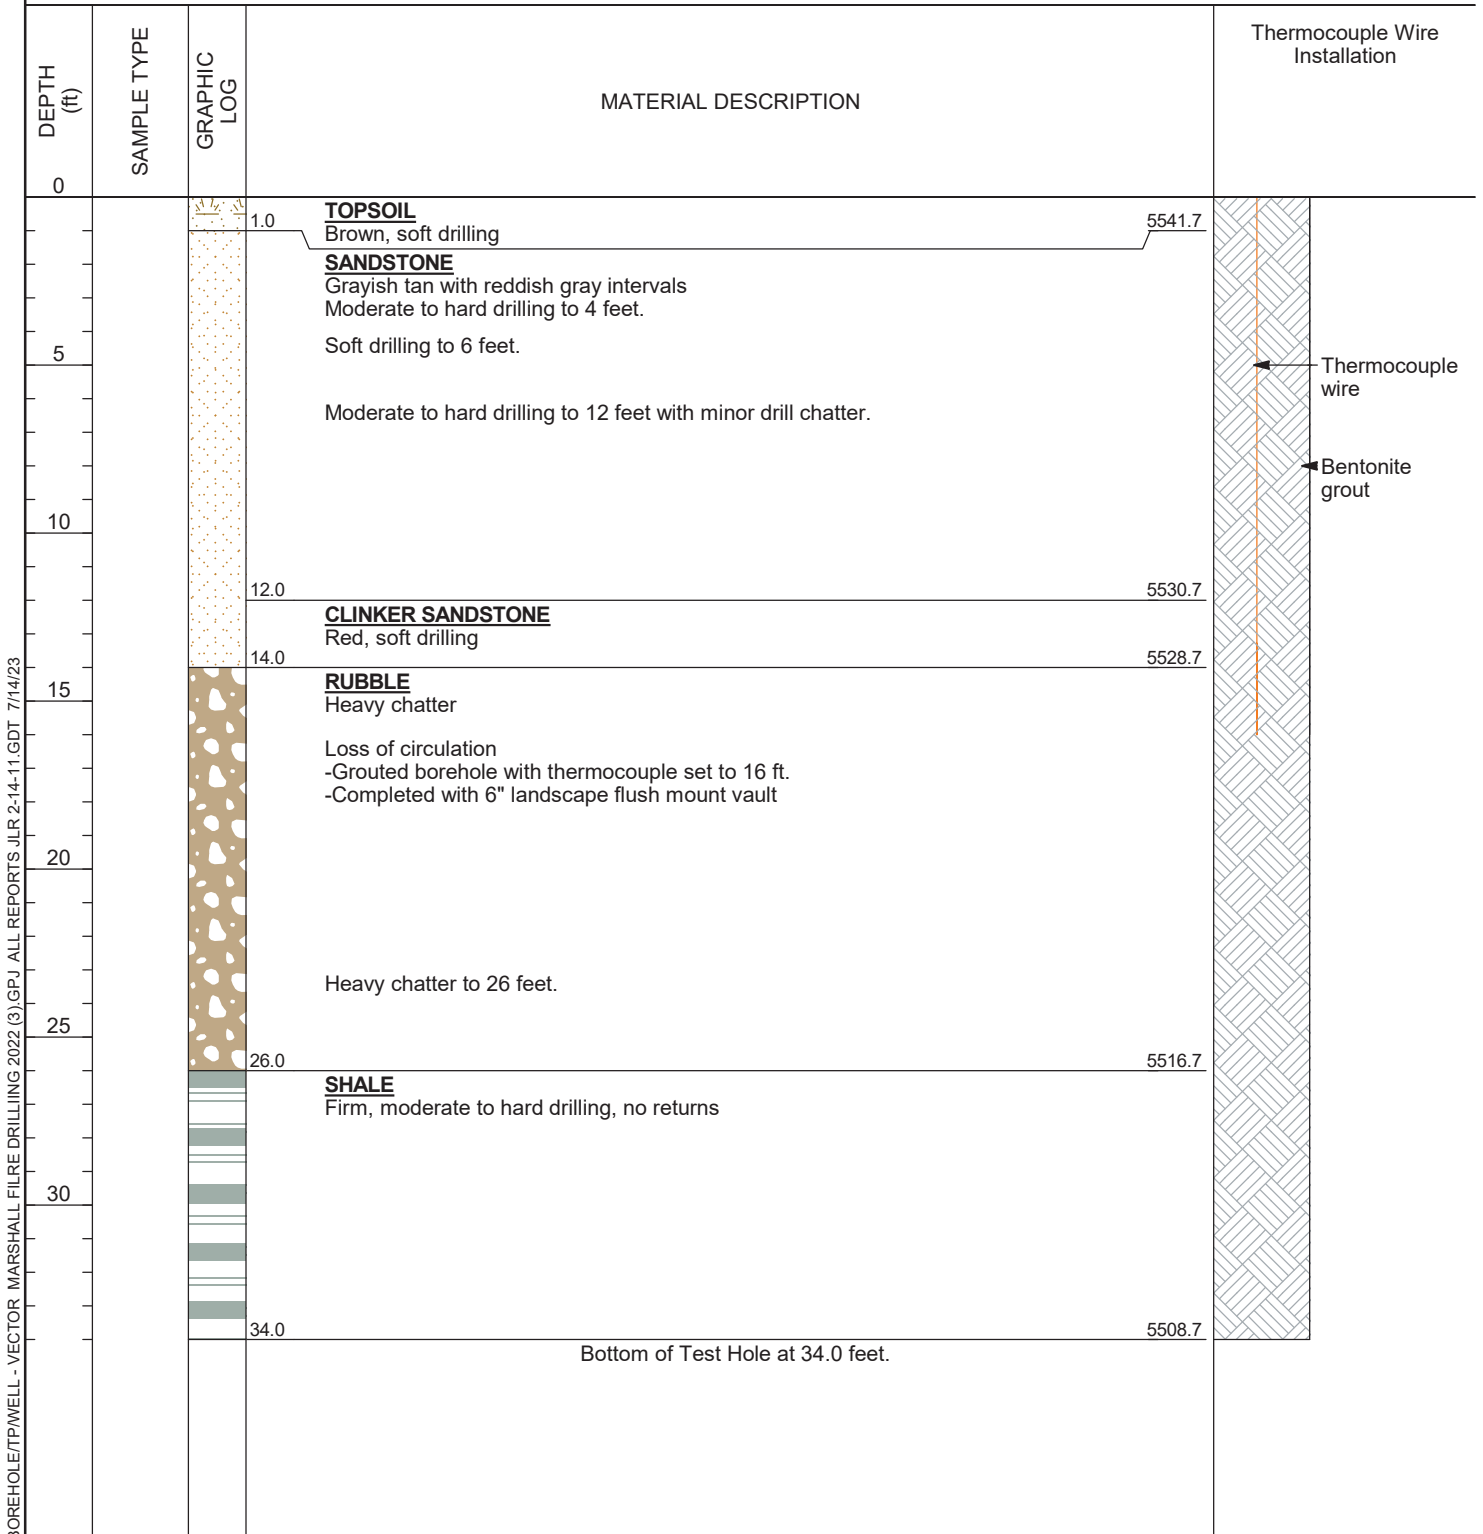 DEPTH
(ft)
SAMPLE TYPE
GRAPHIC
LOG
MATERIAL DESCRIPTION
Thermocouple Wire
Installation
0
1.0
TOPSOIL
5541.7
Brown, soft drilling
SANDSTONE
Grayish tan with reddish gray intervals
Moderate to hard drilling to 4 feet.
Soft drilling to 6 feet.
5
Thermocouple
wire
Moderate to hard drilling to 12 feet with minor drill chatter.
Bentonite
grout
10
12.0
5530.7
CLINKER SANDSTONE
Red, soft drilling
14.0
5528.7
RUBBLE
15
Heavy chatter
Loss of circulation
-Grouted borehole with thermocouple set to 16 ft.
-Completed with 6" landscape flush mount vault
20
Heavy chatter to 26 feet.
25
26.0
5516.7
SHALE
Firm, moderate to hard drilling, no returns
30
34.0
5508.7
Bottom of Test Hole at 34.0 feet.
BOREHOLE/TP/WELL - VECTOR MARSHALL FILRE DRILLIING 2022 (3).GPJ ALL REPORTS JLR 2-14-11.GDT 7/14/23